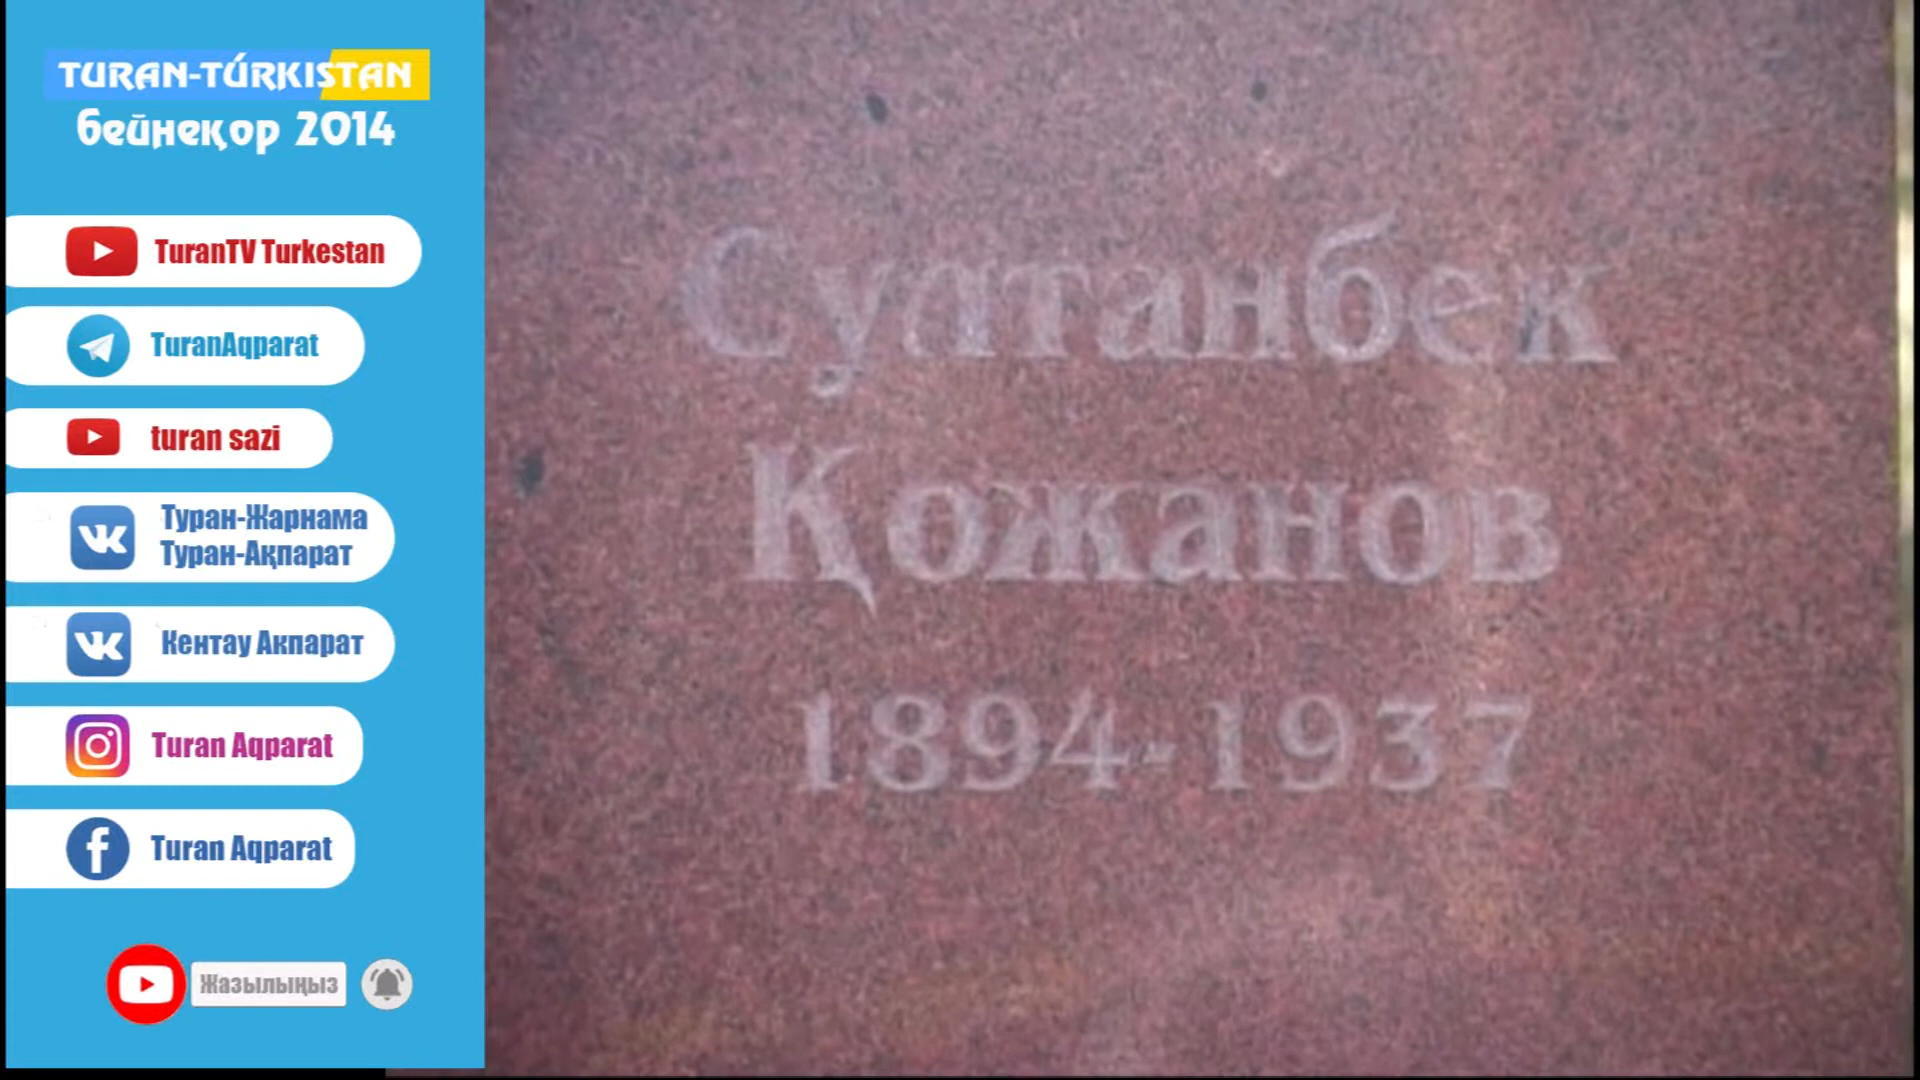 TURAN-TÚRKISTAN
бейнеқор 2014
TuranTV Turkestan
TuranAqparat
turan sazi
Туран-Жарнама
Туран-Ақпарат
Кентау Акпарат
Turan Aqparat
Turan Aqparat
Жазылыңыз
Султанбек
Қожанов
1894-1937